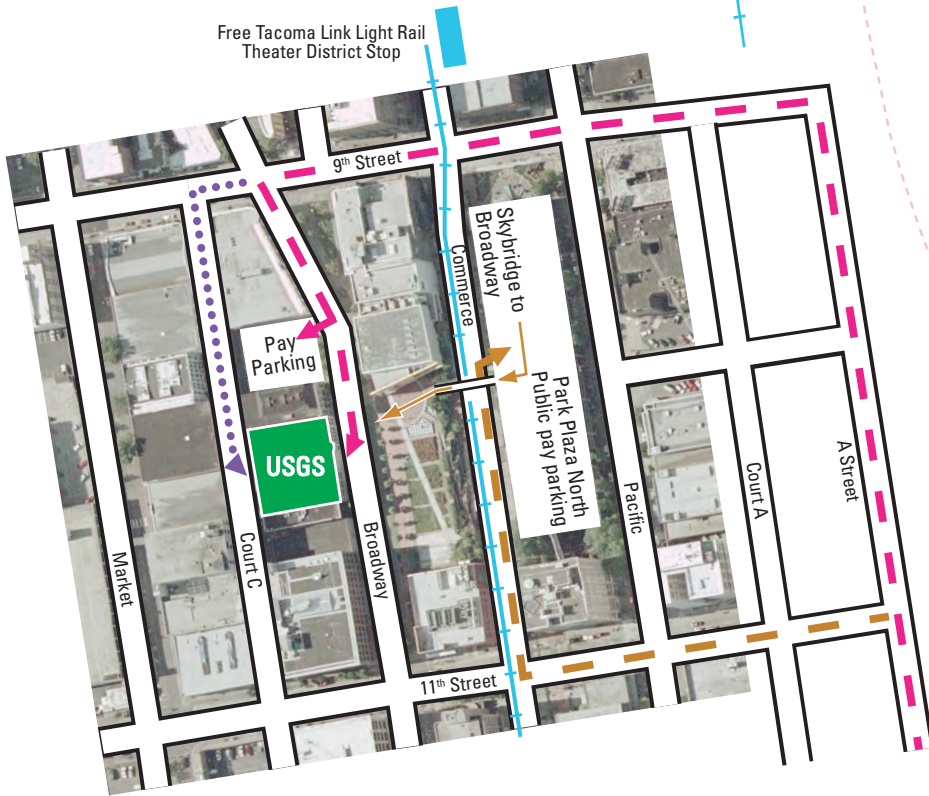 Free Tacoma Link Light Rail
Theater District Stop
9th Street
Skybridge to
Broadway
Commerce
Pay
Parking
Park Plaza North
Public pay parking
USGS
Market
Court C
Broadway
Pacific
Court A
A Street
11th Street